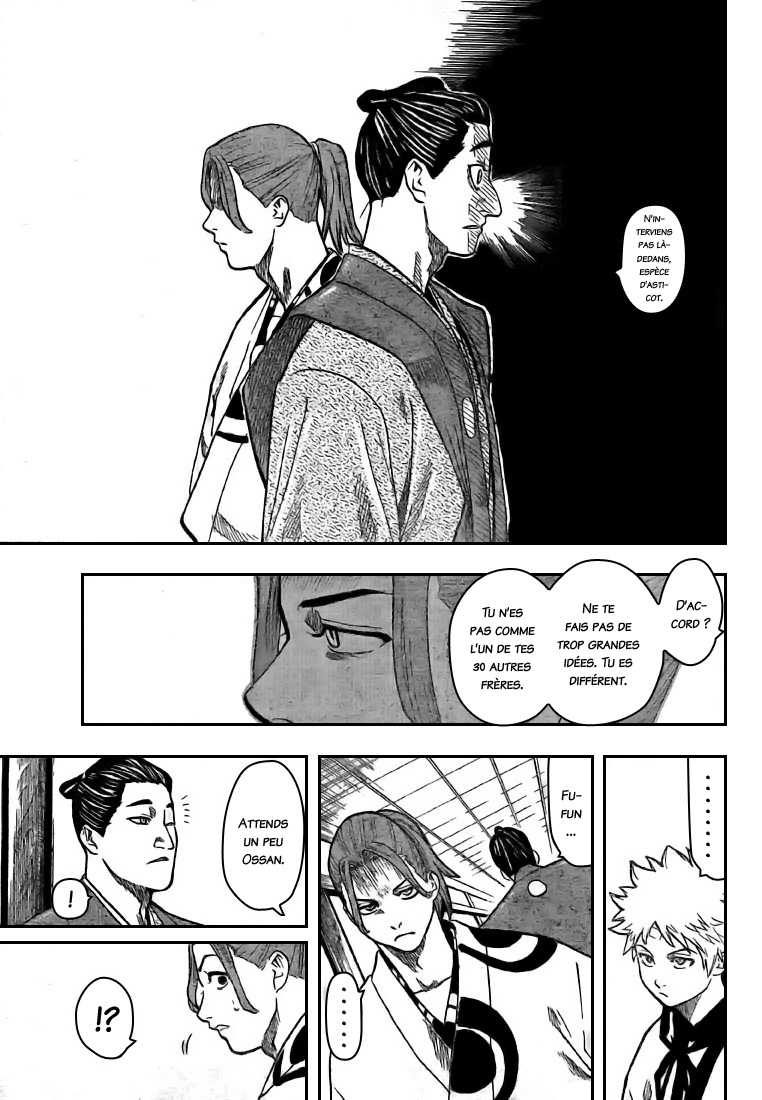 N'in-
terviens
pas là-
dedans,
espèce
d'asti-
cot.
D'ac-
cord ?
Ne te
fais pas de
trop grandes
idées. Tu es
différent.
Tu n'es
pas comme
l'un de tes
30 autres
frères.
........
Fu-
fun
...
.....
Attends
un peu
Ossan.
!
!?